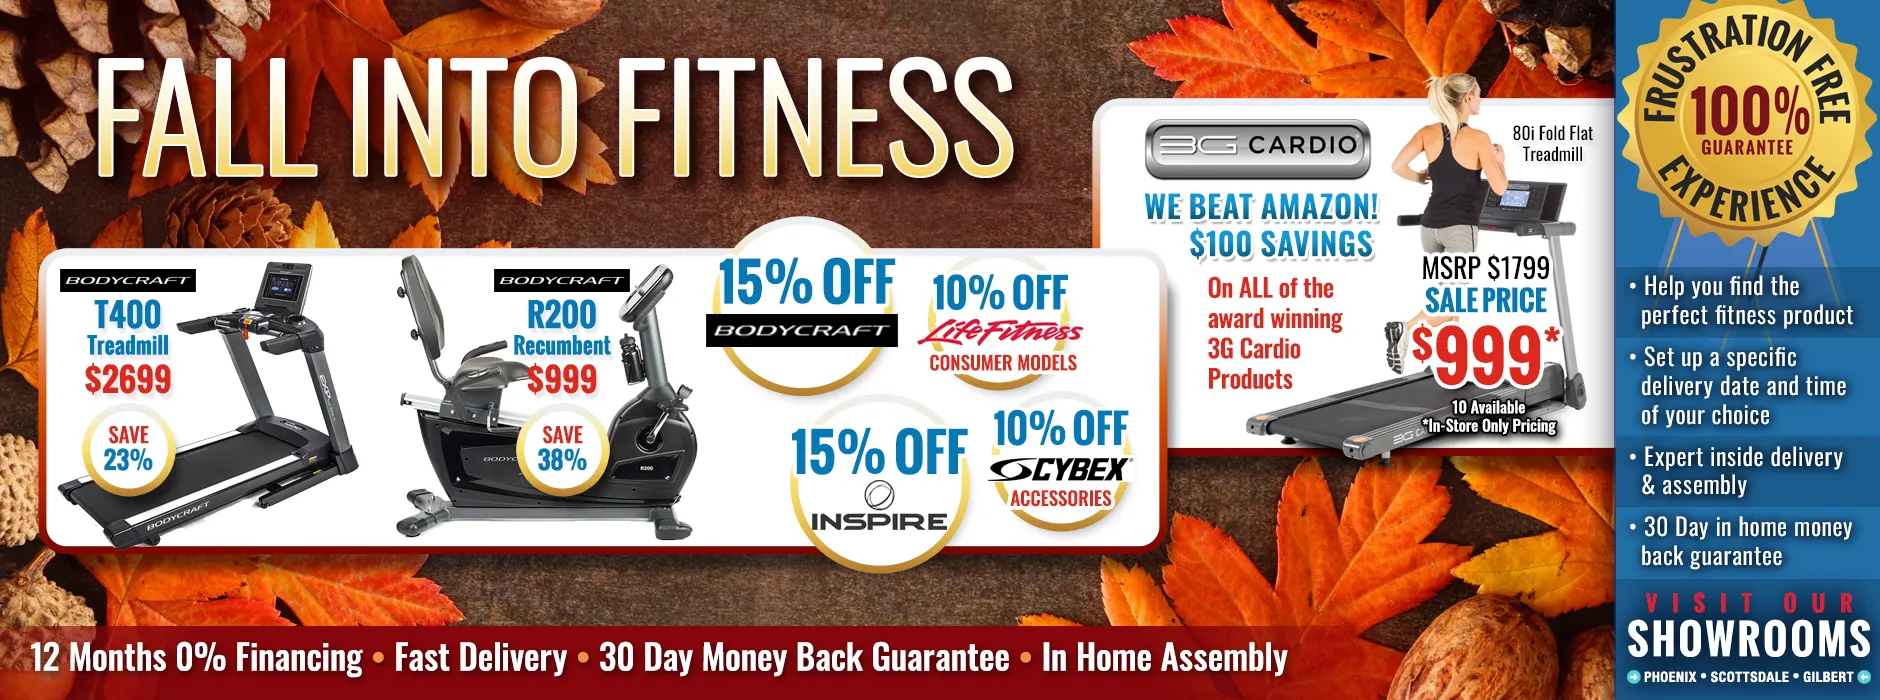 FALL INTO FITNESS
BODYCRAFT
T400
Treadmill
$2699
SAVE
23%
BODYCRAFT
BODYCRAFT
R200
Recumbent
$999
SAVE
38%
R200
15% OFF
BODYCRAFT
10% OFF
LifeFitness
CONSUMER MODELS
15% OFF
INSPIRE
10% OFF
CYBEX
ACCESSORIES
3G CARDIO
WE BEAT AMAZON!
$100 SAVINGS
On ALL of the
award winning
3G Cardio
Products
80i Fold Flat
Treadmill
MSRP $1799
SALE PRICE
$999*
10 Available
*In-Store Only Pricing
FRUSTRATION FREE
100%
GUARANTEE
EXPERIENCE
• Help you find the
perfect fitness product
• Set up a specific
delivery date and time
of your choice
• Expert inside delivery
& assembly
• 30 Day in home money
back guarantee
VISIT OUR
SHOWROOMS
PHOENIX • SCOTTSDALE • GILBERT
12 Months 0% Financing • Fast Delivery • 30 Day Money Back Guarantee • In Home Assembly